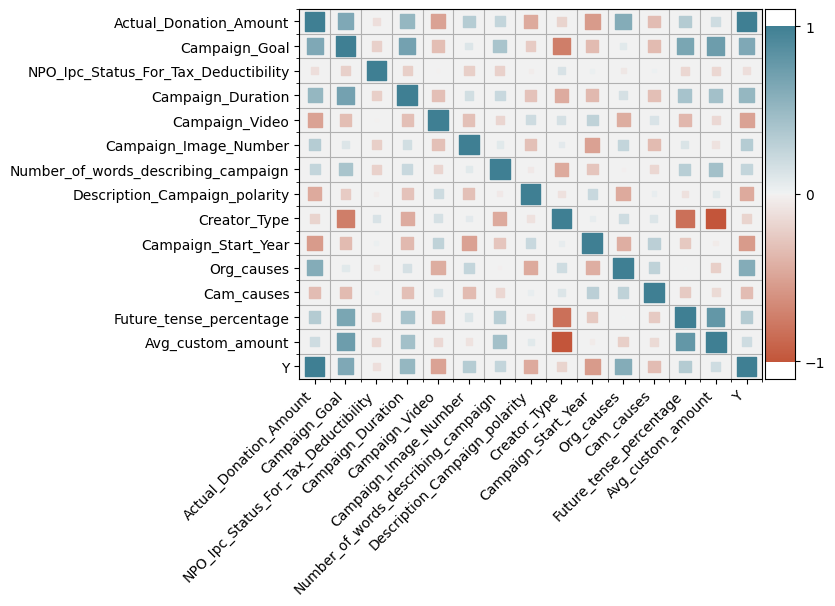 Actual_Donation_Amount
Campaign_Goal
NPO_Ipc_Status_For_Tax_Deductibility
Campaign_Duration
Campaign_Video
Campaign_Image_Number
Number_of_words_describing_campaign
Description_Campaign_polarity
Creator_Type
Campaign_Start_Year
Org_causes
Cam_causes
Future_tense_percentage
Avg_custom_amount
Y
1
0
−1
Actual_Donation_Amount
Campaign_Goal
NPO_Ipc_Status_For_Tax_Deductibility
Campaign_Duration
Campaign_Video
Campaign_Image_Number
Number_of_words_describing_campaign
Description_Campaign_polarity
Creator_Type
Campaign_Start_Year
Org_causes
Cam_causes
Future_tense_percentage
Avg_custom_amount
Y